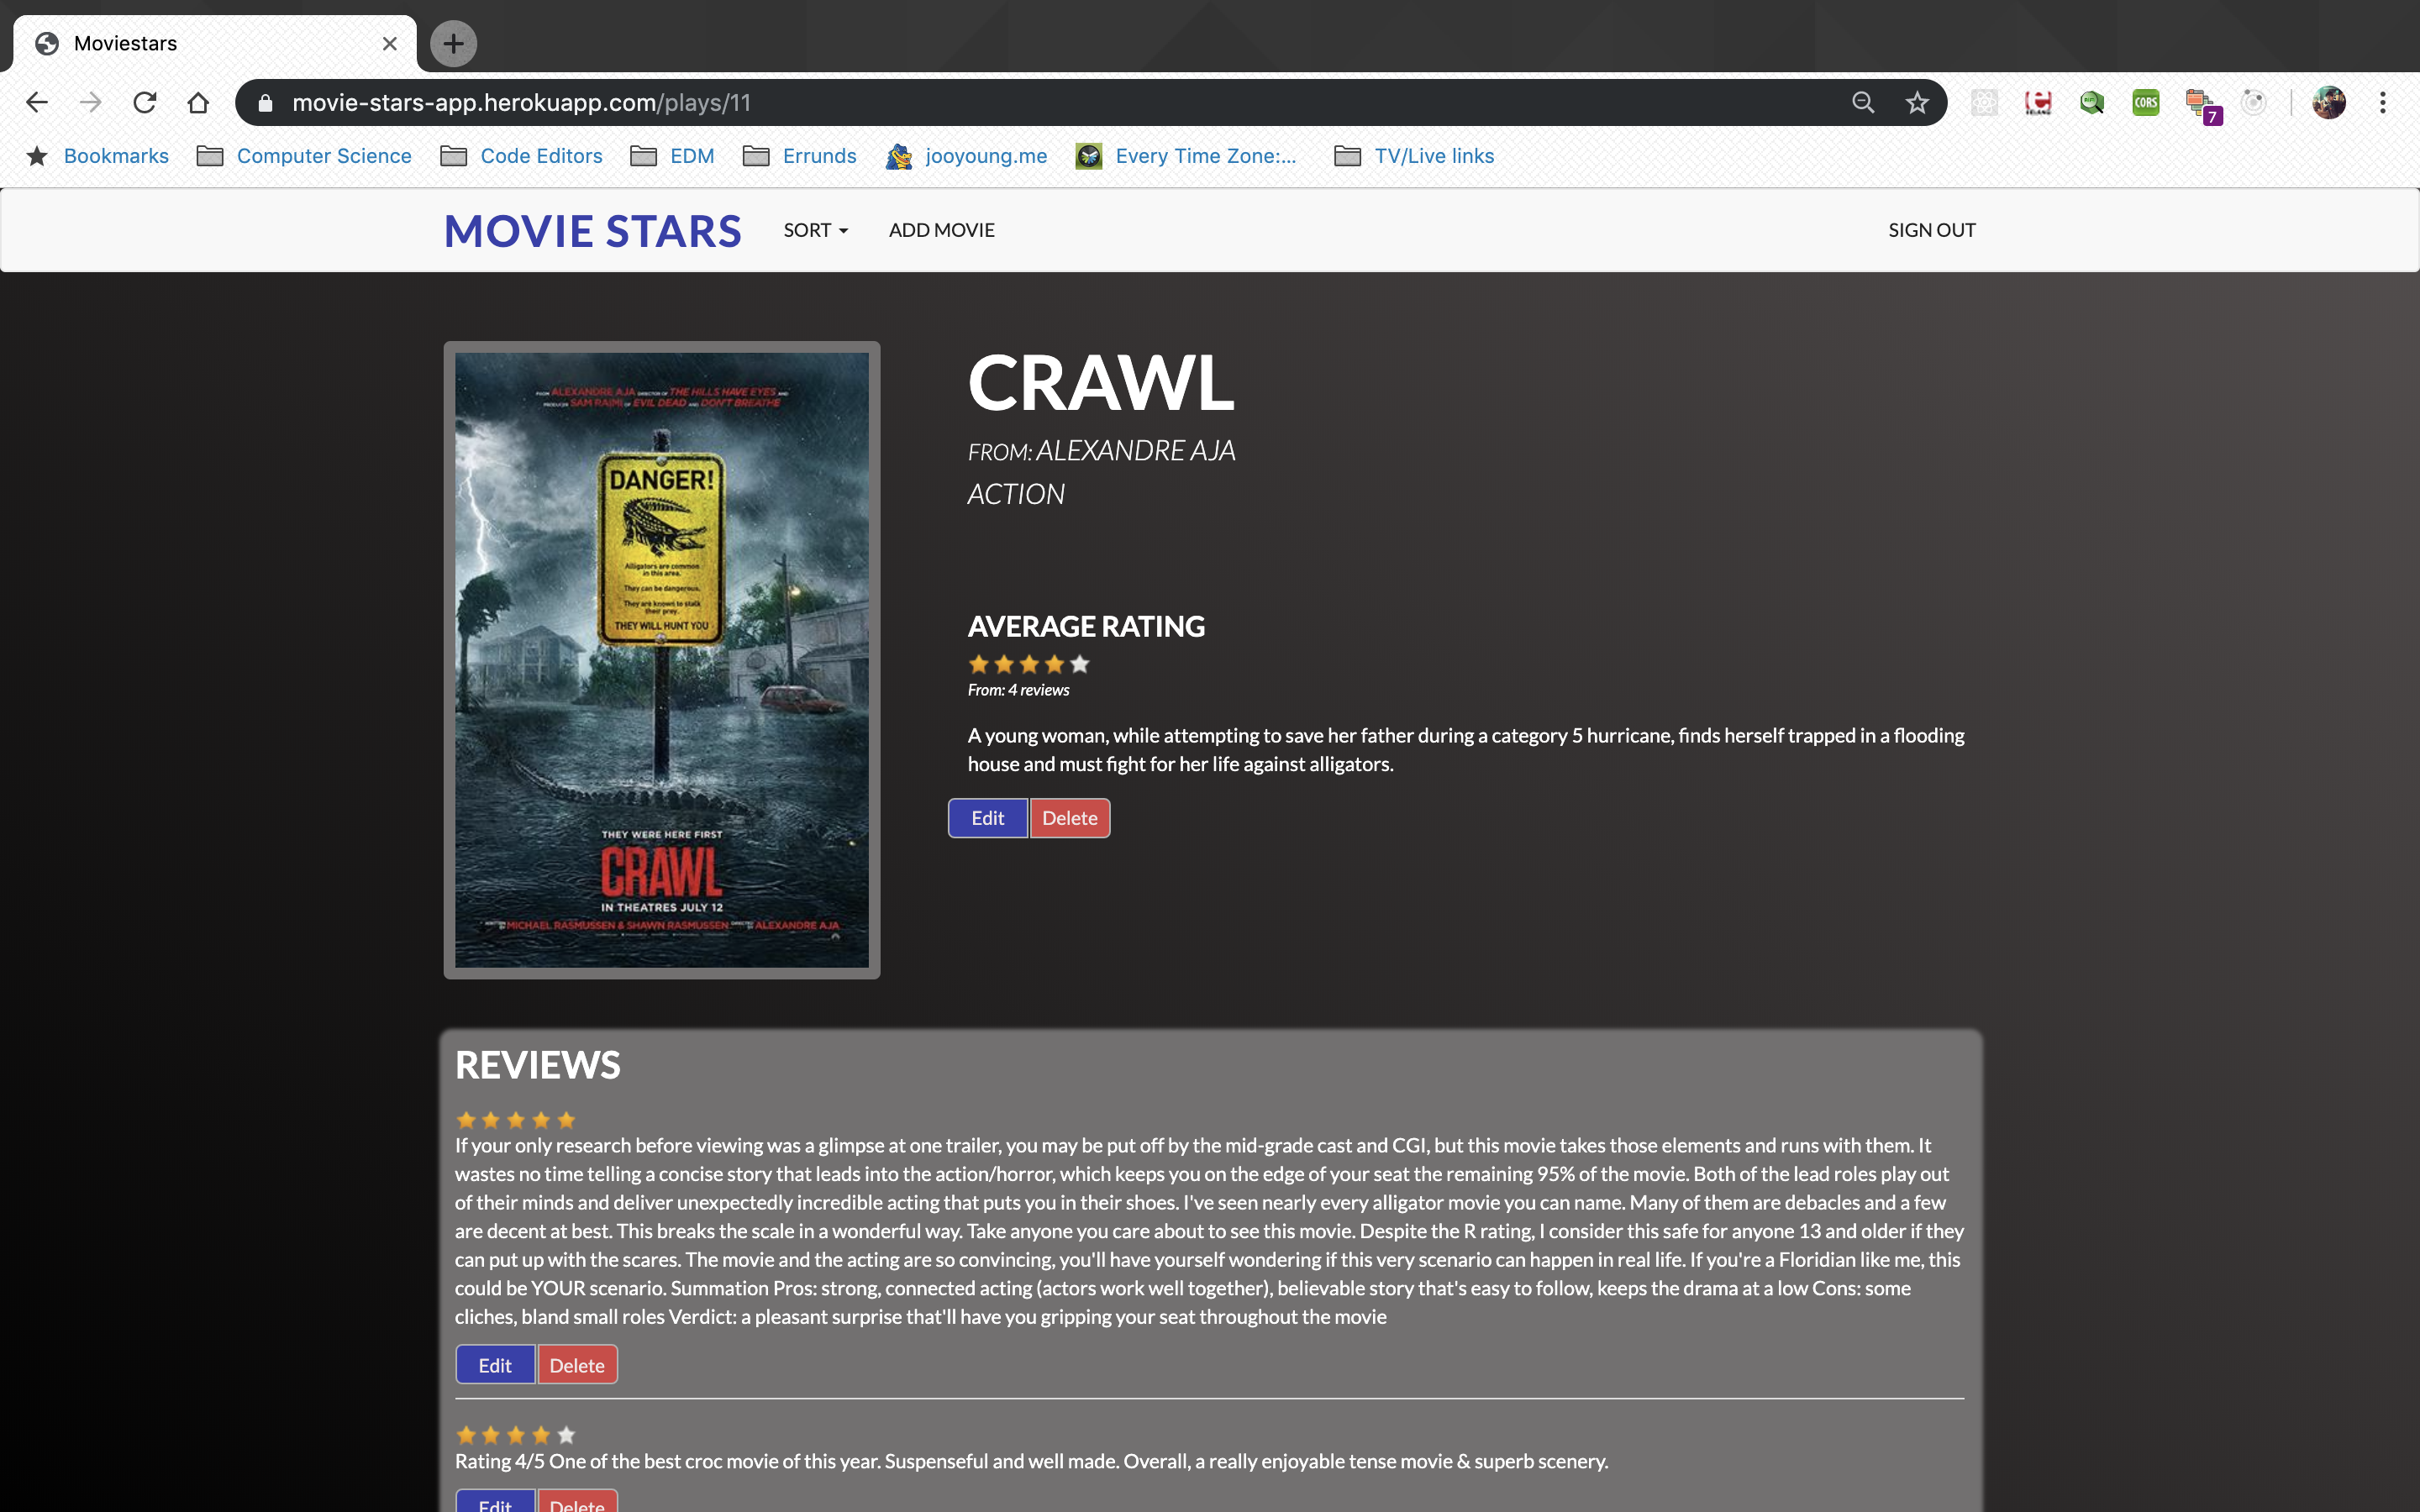 Moviestars
movie-stars-app.herokuapp.com/plays/11
CORS
7
Bookmarks
Computer Science
Code Editors
EDM
Errunds
jooyoung.me
Every Time Zone:...
TV/Live links
MOVIE STARS
SORT
ADD MOVIE
SIGN OUT
FROM ALEXANDRE AJA DIRECTOR OF THE HILLS HAVE EYES AND
PRODUCER SAM RAIMI OF EVIL DEAD AND DON'T BREATHE
DANGER!
Alligators are common
in this area.
They can be dangerous.
They are known to stalk
their prey.
THEY WILL HUNT YOU
THEY WERE HERE FIRST
CRAWL
IN THEATRES JULY 12
WRITTEN BY MICHAEL RASMUSSEN & SHAWN RASMUSSEN DIRECTED BY ALEXANDRE AJA
CRAWL
FROM: ALEXANDRE AJA
ACTION
AVERAGE RATING
From: 4 reviews
A young woman, while attempting to save her father during a category 5 hurricane, finds herself trapped in a flooding
house and must fight for her life against alligators.
Edit
Delete
REVIEWS
If your only research before viewing was a glimpse at one trailer, you may be put off by the mid-grade cast and CGI, but this movie takes those elements and runs with them. It
wastes no time telling a concise story that leads into the action/horror, which keeps you on the edge of your seat the remaining 95% of the movie. Both of the lead roles play out
of their minds and deliver unexpectedly incredible acting that puts you in their shoes. I've seen nearly every alligator movie you can name. Many of them are debacles and a few
are decent at best. This breaks the scale in a wonderful way. Take anyone you care about to see this movie. Despite the R rating, I consider this safe for anyone 13 and older if they
can put up with the scares. The movie and the acting are so convincing, you'll have yourself wondering if this very scenario can happen in real life. If you're a Floridian like me, this
could be YOUR scenario. Summation Pros: strong, connected acting (actors work well together), believable story that's easy to follow, keeps the drama at a low Cons: some
cliches, bland small roles Verdict: a pleasant surprise that'll have you gripping your seat throughout the movie
Edit
Delete
Rating 4/5 One of the best croc movie of this year. Suspenseful and well made. Overall, a really enjoyable tense movie & superb scenery.
Edit
Delete